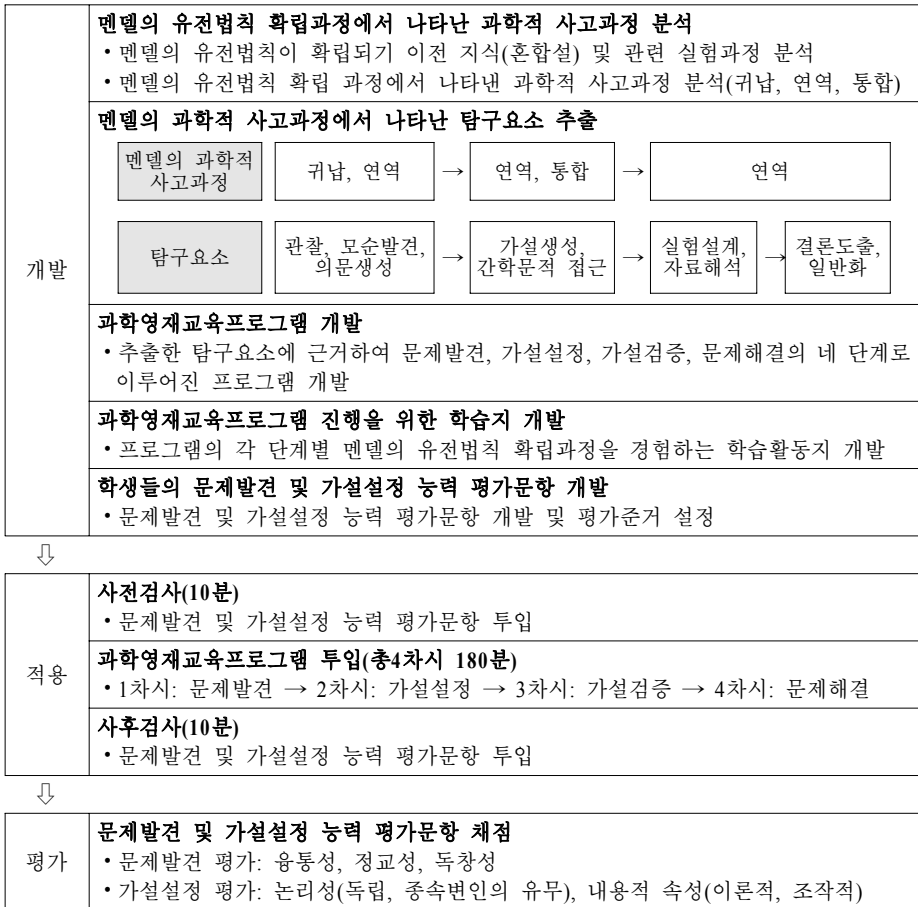 멘델의 유전법칙 확립과정에서 나타난 과학적 사고과정 분석
• 멘델의 유전법칙이 확립되기 이전 지식(혼합설) 및 관련 실험과정 분석
• 멘델의 유전법칙 확립 과정에서 나타낸 과학적 사고과정 분석(귀납, 연역, 통합)
멘델의 과학적 사고과정에서 나타난 탐구요소 추출
멘델의 과학적
사고과정
귀납, 연역 → 연역, 통합 → 연역
탐구요소
관찰, 모순발견,
의문생성
→
가설생성,
간학문적 접근
→
실험설계,
자료해석
→
결론도출,
일반화
개발
과학영재교육프로그램 개발
• 추출한 탐구요소에 근거하여 문제발견, 가설설정, 가설검증, 문제해결의 네 단계로
이루어진 프로그램 개발
과학영재교육프로그램 진행을 위한 학습지 개발
• 프로그램의 각 단계별 멘델의 유전법칙 확립과정을 경험하는 학습활동지 개발
학생들의 문제발견 및 가설설정 능력 평가문항 개발
• 문제발견 및 가설설정 능력 평가문항 개발 및 평가준거 설정
⇩
적용
사전검사(10분)
• 문제발견 및 가설설정 능력 평가문항 투입
과학영재교육프로그램 투입(총4차시 180분)
• 1차시: 문제발견 → 2차시: 가설설정 → 3차시: 가설검증 → 4차시: 문제해결
사후검사(10분)
• 문제발견 및 가설설정 능력 평가문항 투입
⇩
평가
문제발견 및 가설설정 능력 평가문항 채점
• 문제발견 평가: 융통성, 정교성, 독창성
• 가설설정 평가: 논리성(독립, 종속변인의 유무), 내용적 속성(이론적, 조작적)